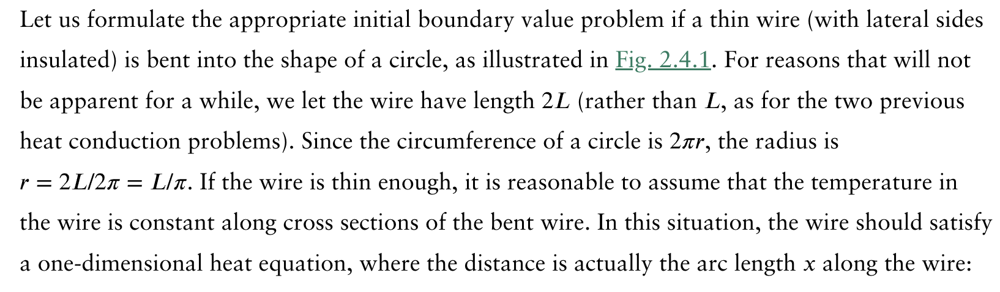 Let us formulate the appropriate initial boundary value problem if a thin wire (with lateral sides
insulated) is bent into the shape of a circle, as illustrated in Fig. 2.4.1. For reasons that will not
be apparent for a while, we let the wire have length 2L (rather than L, as for the two previous
heat conduction problems). Since the circumference of a circle is 2πr, the radius is
r = 2L/2π = L/π. If the wire is thin enough, it is reasonable to assume that the temperature in
the wire is constant along cross sections of the bent wire. In this situation, the wire should satisfy
a one-dimensional heat equation, where the distance is actually the arc length x along the wire: